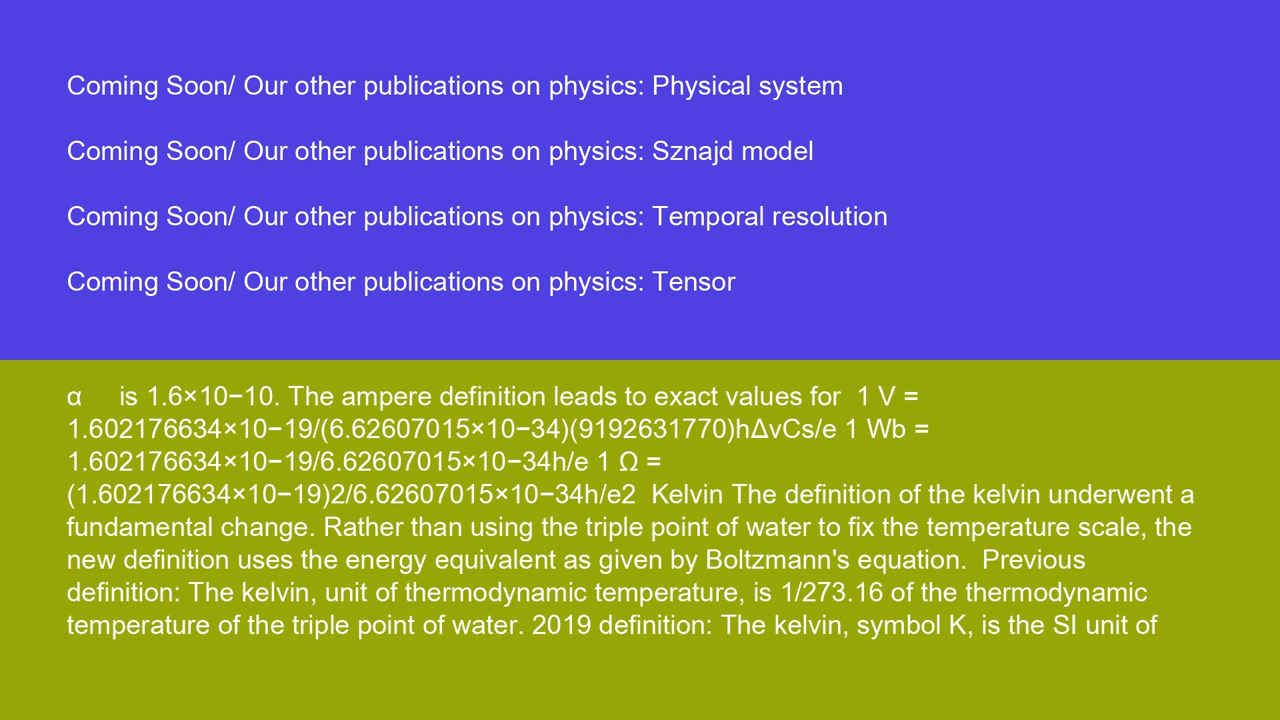 Coming Soon/ Our other publications on physics: Physical system
Coming Soon/ Our other publications on physics: Sznajd model
Coming Soon/ Our other publications on physics: Temporal resolution
Coming Soon/ Our other publications on physics: Tensor
α is 1.6×10−10. The ampere definition leads to exact values for 1 V =
1.602176634×10−19/(6.62607015×10−34)(9192631770)hΔνCs/e 1 Wb =
1.602176634×10−19/6.62607015×10−34h/e 1 Ω =
(1.602176634×10−19)2/6.62607015×10−34h/e2 Kelvin The definition of the kelvin underwent a
fundamental change. Rather than using the triple point of water to fix the temperature scale, the
new definition uses the energy equivalent as given by Boltzmann's equation. Previous
definition: The kelvin, unit of thermodynamic temperature, is 1/273.16 of the thermodynamic
temperature of the triple point of water. 2019 definition: The kelvin, symbol K, is the SI unit of